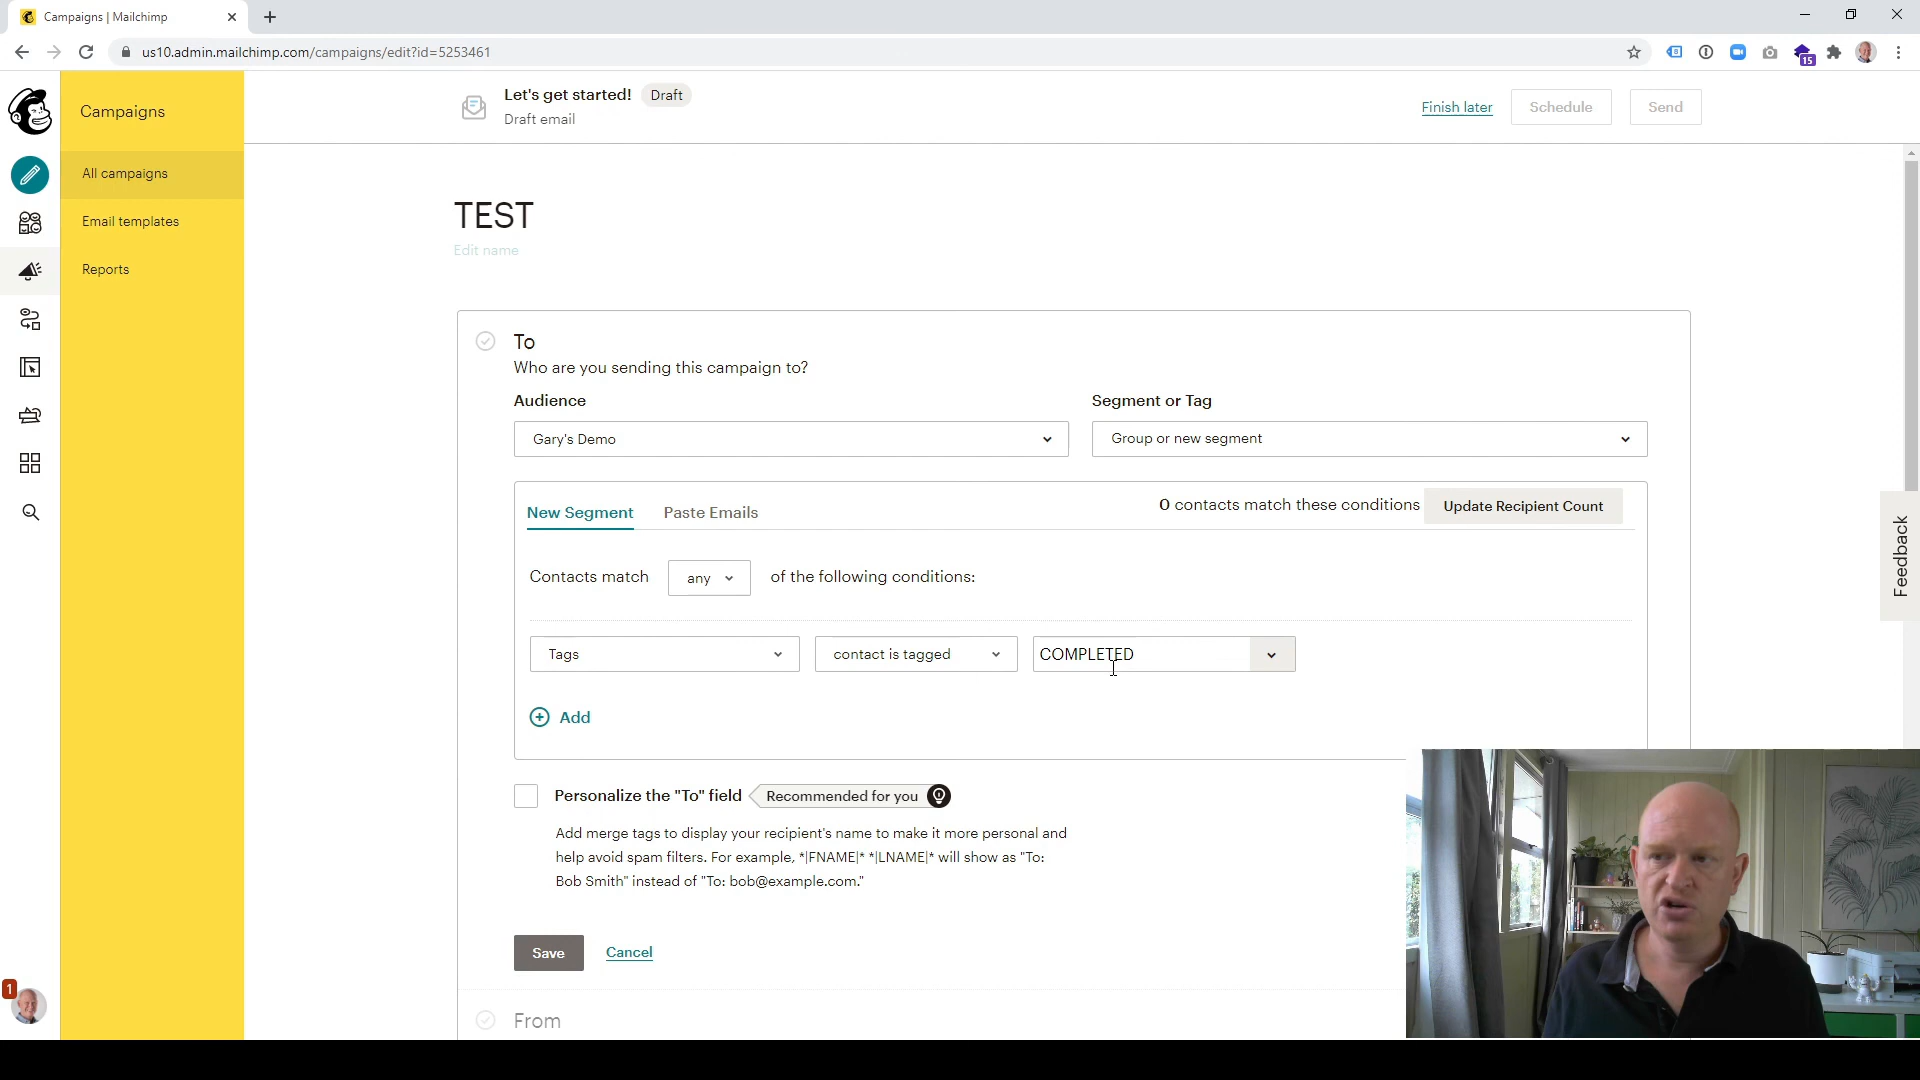 Campaigns | Mailchimp
us10.admin.mailchimp.com/campaigns/edit?id=5253461
15
Campaigns
All campaigns
Email templates
Reports
1
Let's get started! Draft
Draft email
Finish later
Schedule
Send
TEST
Edit name
To
Who are you sending this campaign to?
Audience
Segment or Tag
Gary's Demo
Group or new segment
New Segment
Paste Emails
0 contacts match these conditions
Update Recipient Count
Contacts match any of the following conditions:
Tags
contact is tagged
COMPLETED
Add
Personalize the "To" field
Recommended for you
Add merge tags to display your recipient's name to make it more personal and
help avoid spam filters. For example, *|FNAME|* *|LNAME|* will show as "To:
Bob Smith" instead of "To: bob@example.com."
Save
Cancel
From
Feedback